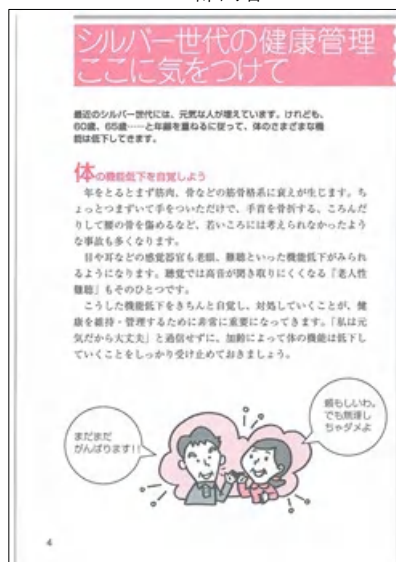 シルバー世代の健康管理
ここに気をつけて
最近のシルバー世代には、元気な人が増えています。けれども、
60歳、65歳……と年齢を重ねるに従って、体のさまざまな機
能は低下してきます。
体の機能低下を自覚しよう
年をとるとまず筋肉、骨などの筋骨格系に衰えが生じます。ち
ょっとつまずいて手をついただけで、手首を骨折する、ころんだ
りして腰の骨を傷めるなど、若いころには考えられなかったよう
な事故も多くなります。
目や耳などの感覚器官も老眼、難聴といった機能低下がみられ
るようになります。聴覚では高音が聞き取りにくくなる「老人性
難聴」もそのひとつです。
こうした機能低下をきちんと自覚し、対処していくことが、健
康を維持・管理するために非常に重要になってきます。「私は元
気だから大丈夫」と過信せずに、加齢によって体の機能は低下し
ていくことをしっかり受け止めておきましょう。
まだまだ
がんばります!!
頼もしいわ。
でも無理し
ちゃダメよ
4